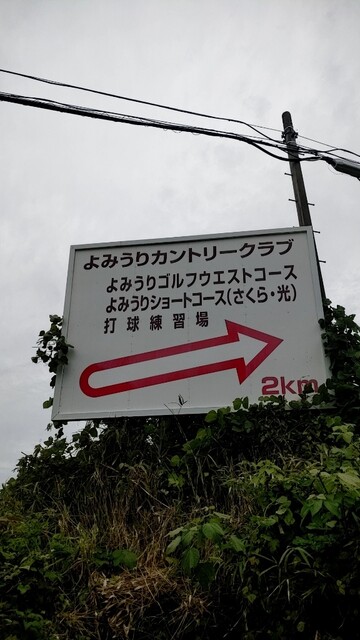 よみうりカントリークラブ
よみうりゴルフウエストコース
よみうりショートコース(さくら・光)
打球練習場
2km